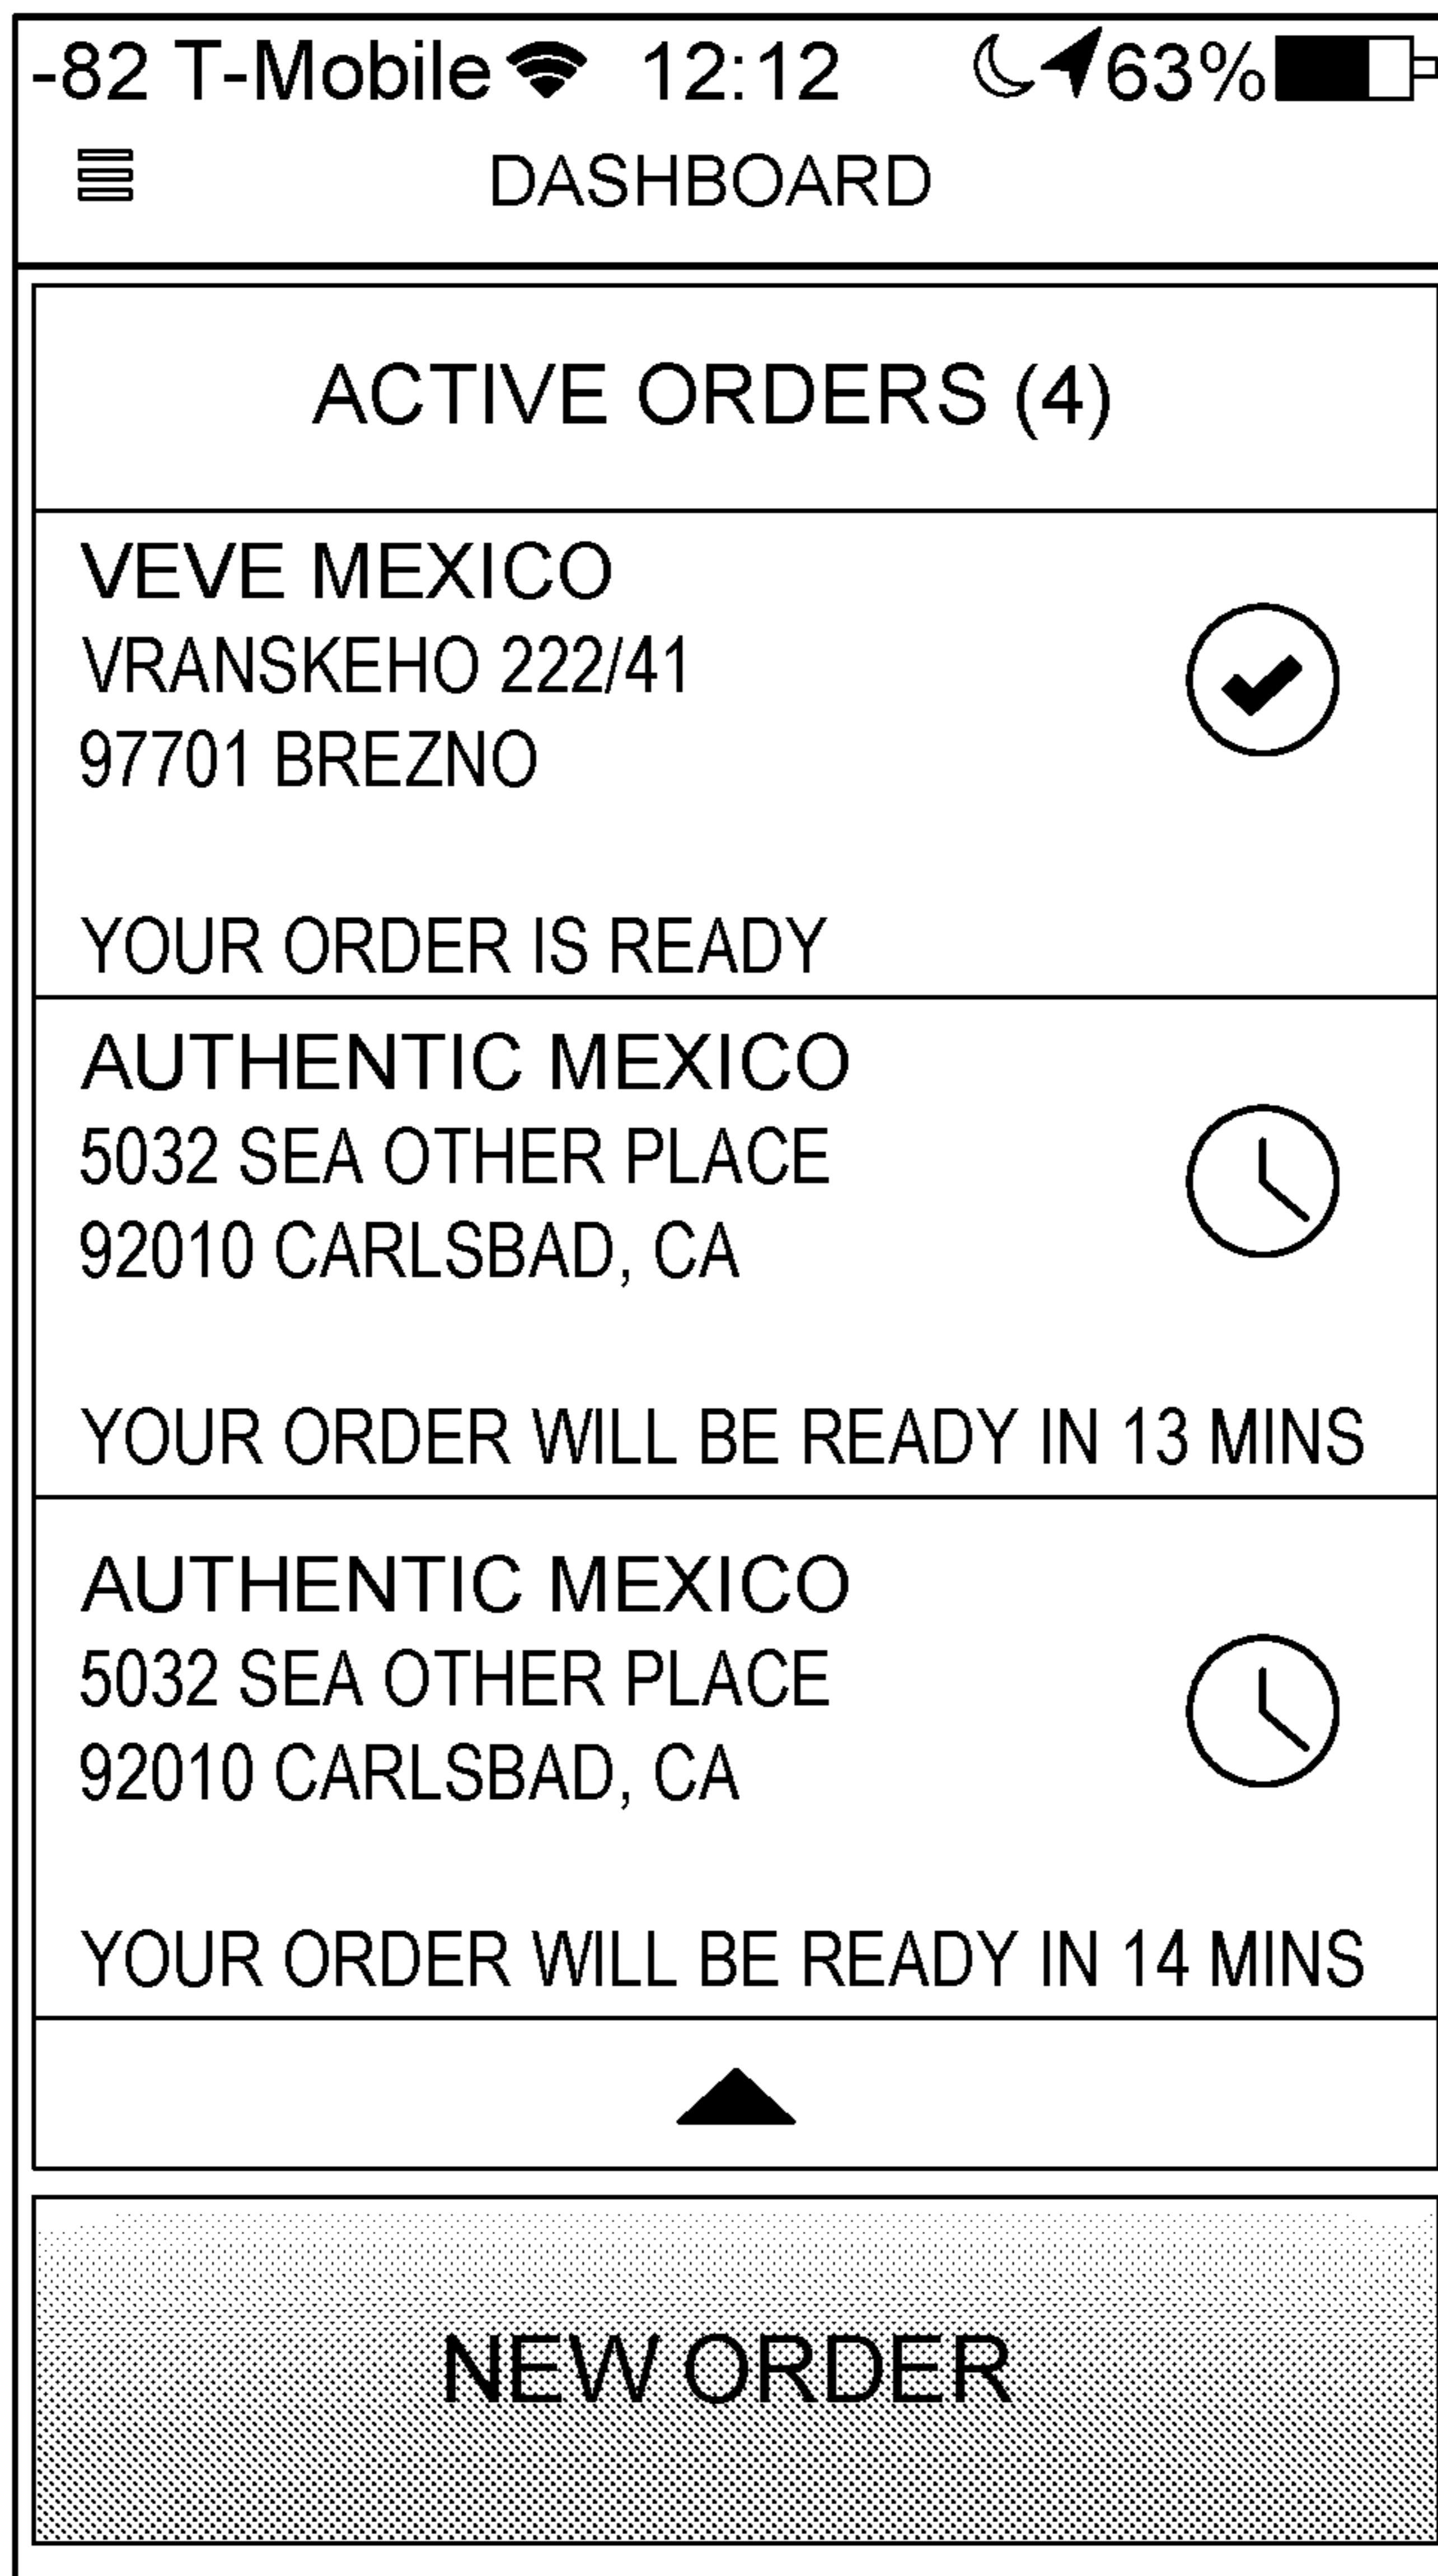 -82 T-Mobile 12:12 63%
DASHBOARD
ACTIVE ORDERS (4)
VEVE MEXICO
VRANSKEHO 222/41
97701 BREZNO
YOUR ORDER IS READY
AUTHENTIC MEXICO
5032 SEA OTHER PLACE
92010 CARLSBAD, CA
YOUR ORDER WILL BE READY IN 13 MINS
AUTHENTIC MEXICO
5032 SEA OTHER PLACE
92010 CARLSBAD, CA
YOUR ORDER WILL BE READY IN 14 MINS
NEW ORDER